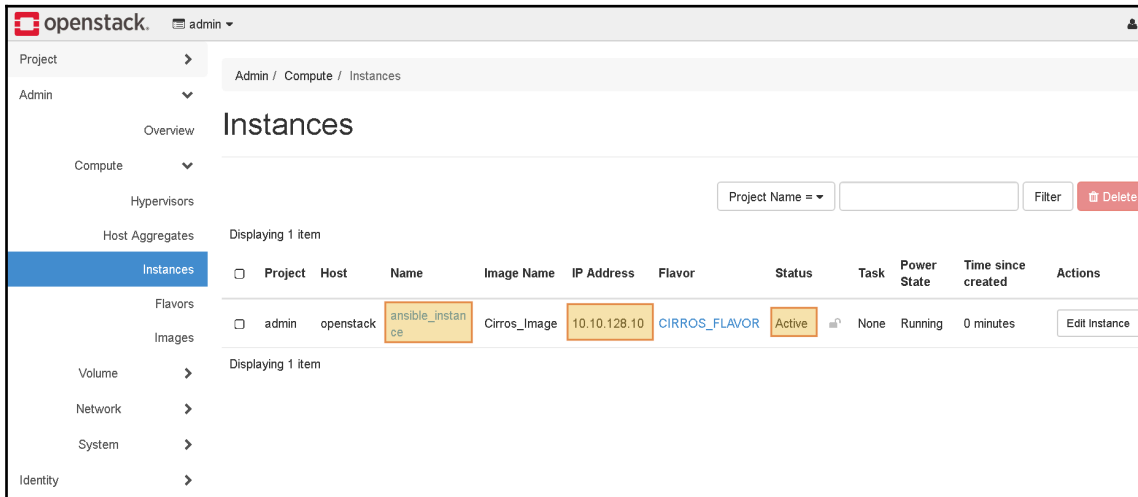 openstack. admin
Project
Admin
Overview
Compute
Hypervisors
Host Aggregates
Instances
Flavors
Images
Volume
Network
System
Identity
Admin / Compute / Instances
Instances
Project Name = Filter Delete
Displaying 1 item
Project Host Name Image Name IP Address Flavor Status Task Power State Time since created Actions
admin openstack ansible_instan
ce Cirros_Image 10.10.128.10 CIRROS_FLAVOR Active None Running 0 minutes Edit Instance
Displaying 1 item